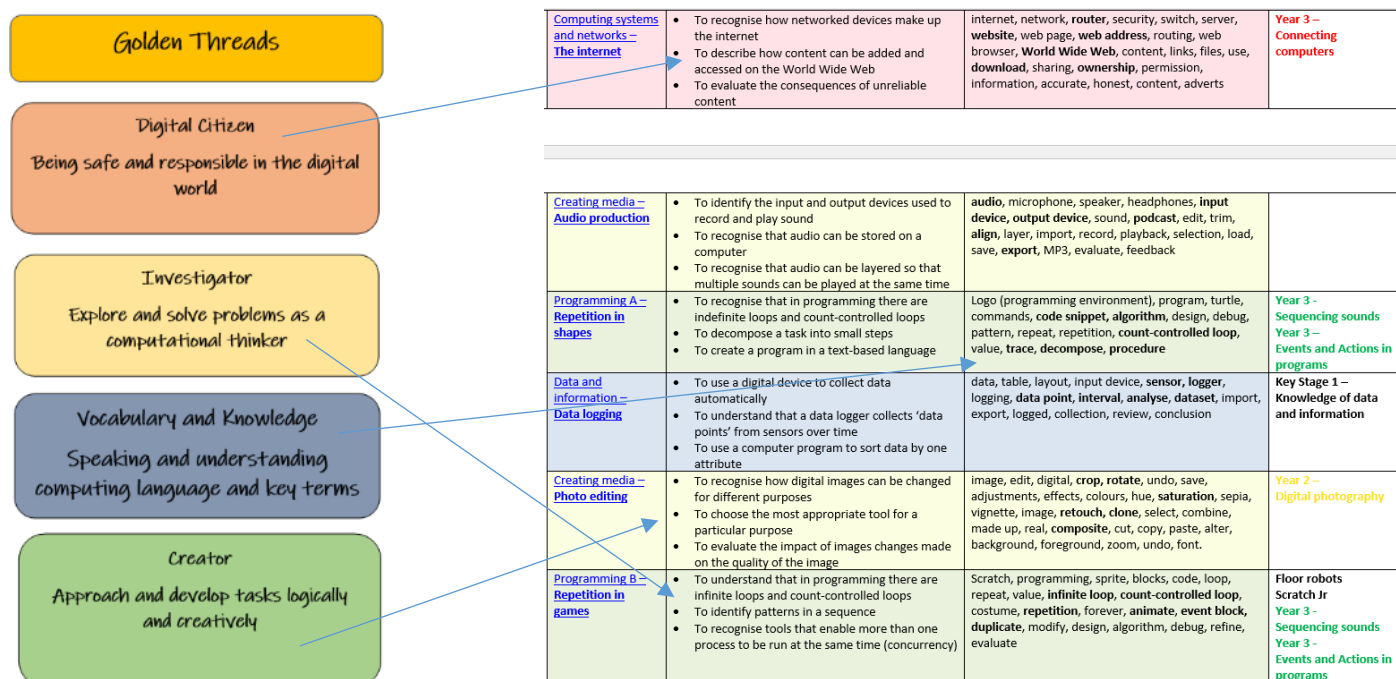 Golden Threads
Digital Citizen
Being safe and responsible in the digital
world
Investigator
Explore and solve problems as a
computational thinker
Vocabulary and Knowledge
Speaking and understanding
computing language and key terms
Creator
Approach and develop tasks logically
and creatively
Computing systems
and networks –
The internet
• To recognise how networked devices make up
the internet
• To describe how content can be added and
accessed on the World Wide Web
• To evaluate the consequences of unreliable
content
internet, network, router, security, switch, server,
website, web page, web address, routing, web
browser, World Wide Web, content, links, files, use,
download, sharing, ownership, permission,
information, accurate, honest, content, adverts
Year 3 –
Connecting
computers
Creating media –
Audio production
• To identify the input and output devices used to
record and play sound
• To recognise that audio can be stored on a
computer
• To recognise that audio can be layered so that
multiple sounds can be played at the same time
audio, microphone, speaker, headphones, input
device, output device, sound, podcast, edit, trim,
align, layer, import, record, playback, selection, load,
save, export, MP3, evaluate, feedback
Programming A –
Repetition in
shapes
• To recognise that in programming there are
indefinite loops and count-controlled loops
• To decompose a task into small steps
• To create a program in a text-based language
Logo (programming environment), program, turtle,
commands, code snippet, algorithm, design, debug,
pattern, repeat, repetition, count-controlled loop,
value, trace, decompose, procedure
Year 3 -
Sequencing sounds
Year 3 –
Events and Actions in
programs
Data and
information –
Data logging
• To use a digital device to collect data
automatically
• To understand that a data logger collects ‘data
points’ from sensors over time
• To use a computer program to sort data by one
attribute
data, table, layout, input device, sensor, logger,
logging, data point, interval, analyse, dataset, import,
export, logged, collection, review, conclusion
Key Stage 1 –
Knowledge of data
and information
Creating media –
Photo editing
• To recognise how digital images can be changed
for different purposes
• To choose the most appropriate tool for a
particular purpose
• To evaluate the impact of images changes made
on the quality of the image
image, edit, digital, crop, rotate, undo, save,
adjustments, effects, colours, hue, saturation, sepia,
vignette, image, retouch, clone, select, combine,
made up, real, composite, cut, copy, paste, alter,
background, foreground, zoom, undo, font.
Year 2 –
Digital photography
Programming B –
Repetition in
games
• To understand that in programming there are
infinite loops and count-controlled loops
• To identify patterns in a sequence
• To recognise tools that enable more than one
process to be run at the same time (concurrency)
Scratch, programming, sprite, blocks, code, loop,
repeat, value, infinite loop, count-controlled loop,
costume, repetition, forever, animate, event block,
duplicate, modify, design, algorithm, debug, refine,
evaluate
Floor robots
Scratch Jr
Year 3 -
Sequencing sounds
Year 3 -
Events and Actions in
programs